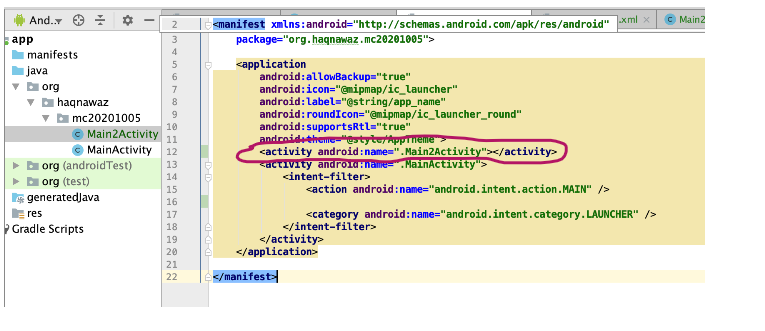 And..
app
manifests
java
org
haqnawaz
mc20201005
Main2Activity
MainActivity
org (androidTest)
org (test)
generatedJava
res
Gradle Scripts
.xml
Main2
2 <manifest xmlns:android="http://schemas.android.com/apk/res/android"
3 package="org.haqnawaz.mc20201005">
4
5 <application
6 android:allowBackup="true"
7 android:icon="@mipmap/ic_launcher"
8 android:label="@string/app_name"
9 android:roundIcon="@mipmap/ic_launcher_round"
10 android:supportsRtl="true"
11 android:theme="@style/AppTheme">
12 <activity android:name=".Main2Activity"></activity>
13 <activity android:name=".MainActivity">
14 <intent-filter>
15 <action android:name="android.intent.action.MAIN" />
16
17 <category android:name="android.intent.category.LAUNCHER" />
18 </intent-filter>
19 </activity>
20 </application>
21
22 </manifest>